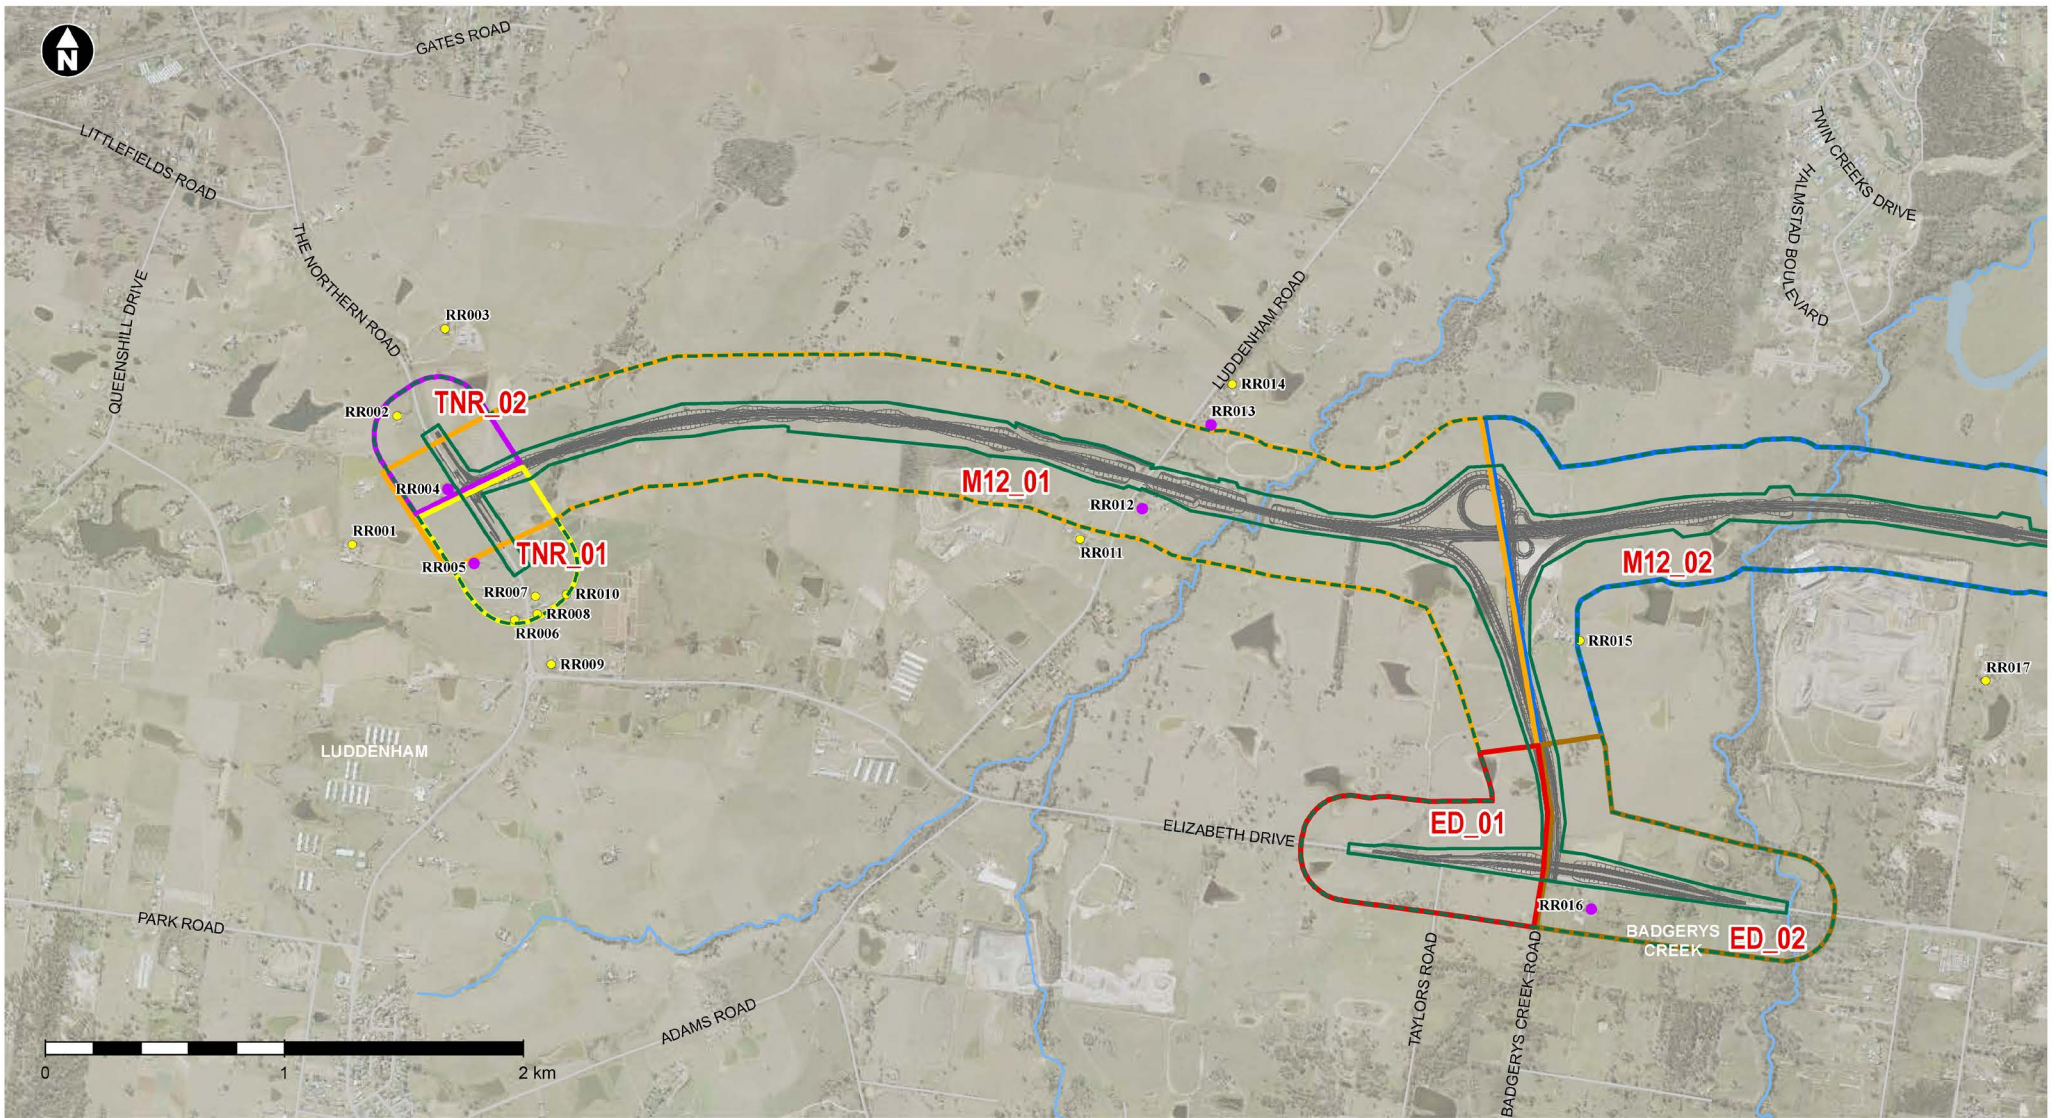 N
GATES ROAD
LITTLEFIELDS ROAD
TWIN CREEKS DRIVE
HALMSTAD BOULEVARD
THE NORTHERN ROAD
QUEENSHILL DRIVE
LUDDENHAM ROAD
RR003
RR014
RR002
TNR_02
RR013
M12_01
RR004
RR012
RR001
RR011
TNR_01
RR005
M12_02
RR007
RR010
RR008
RR006
RR015
RR009
RR017
LUDDENHAM
ED_01
ELIZABETH DRIVE
RR016
PARK ROAD
BADGERYS
CREEK
ED_02
TAYLORS ROAD
BADGERYS CREEK ROAD
ADAMS ROAD
0 1 2 km